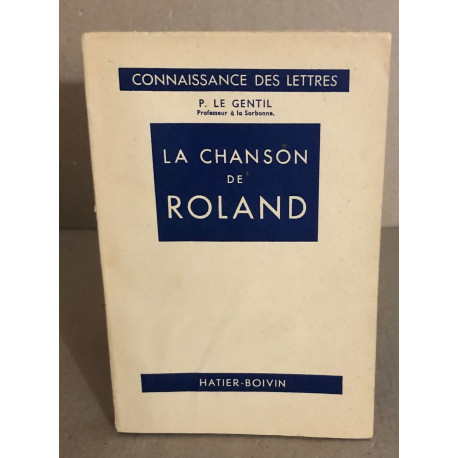 CONNAISSANCE DES LETTRES
P. LE GENTIL
Professeur à la Sorbonne.
LA CHANSON
DE
ROLAND
HATIER-BOIVIN